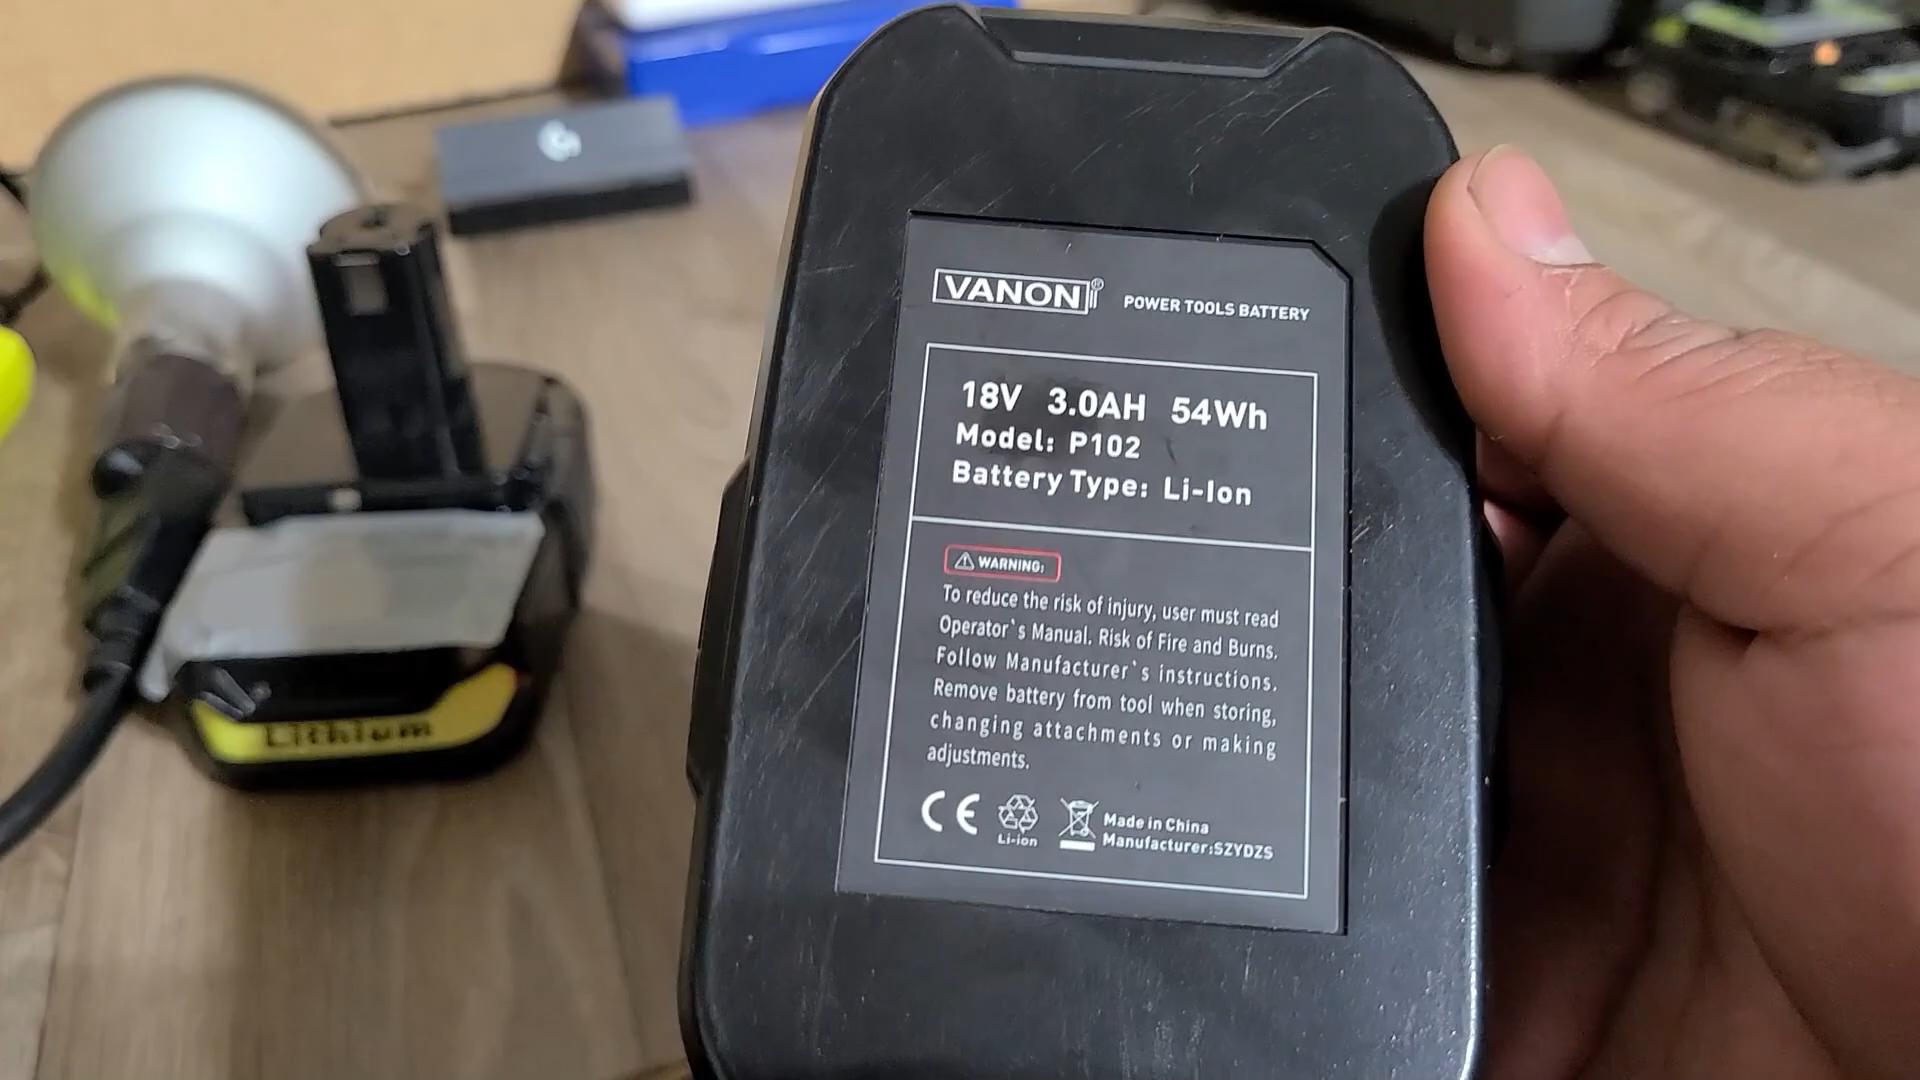 VANON® POWER TOOLS BATTERY
18V 3.0AH 54Wh
Model: P102
Battery Type: Li-Ion
WARNING:
To reduce the risk of injury, user must read
Operator`s Manual. Risk of Fire and Burns.
Follow Manufacturer`s instructions.
Remove battery from tool when storing,
changing attachments or making
adjustments.
CE
Li-ion
Made in China
Manufacturer:SZYDZS
Lithium